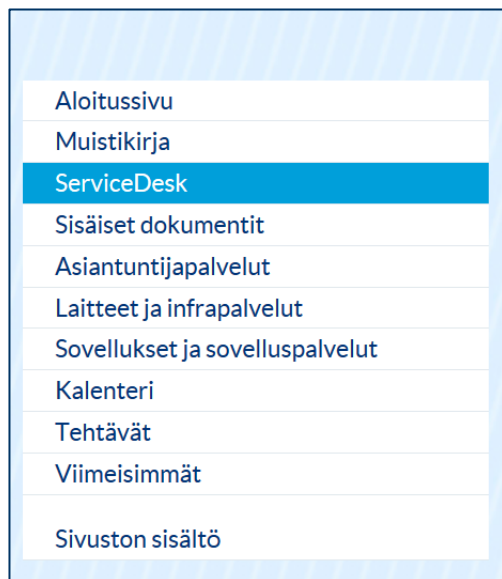 Aloitussivu
Muistikirja
ServiceDesk
Sisäiset dokumentit
Asiantuntijapalvelut
Laitteet ja infrapalvelut
Sovellukset ja sovelluspalvelut
Kalenteri
Tehtävät
Viimeisimmät
Sivuston sisältö